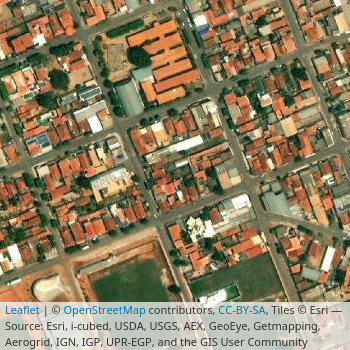 Leaflet | © OpenStreetMap contributors, CC-BY-SA, Tiles © Esri —
Source: Esri, i-cubed, USDA, USGS, AEX, GeoEye, Getmapping,
Aerogrid, IGN, IGP, UPR-EGP, and the GIS User Community